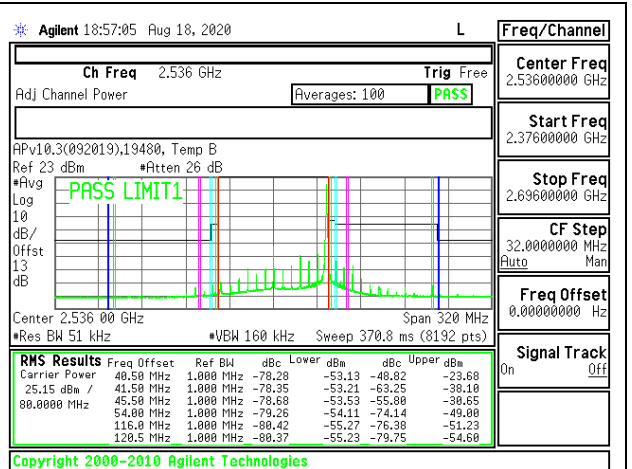 Agilent 18:57:05 Aug 18, 2020 L
Ch Freq 2.536 GHz Trig Free
Adj Channel Power Averages: 100 PASS
APv10.3(092019),19480, Temp B
Ref 23 dBm #Atten 26 dB
#Avg
Log
10
dB/
Offst
13
dB
PASS LIMIT1
Center 2.536 00 GHz Span 320 MHz
#Res BW 51 kHz #VBW 160 kHz Sweep 370.8 ms (8192 pts)
RMS Results Freq Offset Ref BW dBc Lower dBm dBc Upper dBm
Carrier Power 40.50 MHz 1.000 MHz -78.28 -53.13 -48.82 -23.68
25.15 dBm / 41.50 MHz 1.000 MHz -78.35 -53.21 -63.25 -38.10
80.0000 MHz 45.50 MHz 1.000 MHz -78.68 -53.53 -55.80 -30.65
54.00 MHz 1.000 MHz -79.26 -54.11 -74.14 -49.00
116.0 MHz 1.000 MHz -80.42 -55.27 -76.38 -51.23
120.5 MHz 1.000 MHz -80.37 -55.23 -79.75 -54.60
Copyright 2000-2010 Agilent Technologies
Freq/Channel
Center Freq
2.53600000 GHz
Start Freq
2.37600000 GHz
Stop Freq
2.69600000 GHz
CF Step
32.0000000 MHz
Auto Man
Freq Offset
0.00000000 Hz
Signal Track
On Off